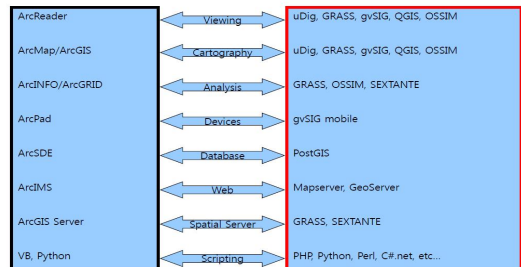 ArcReader Viewing uDig, GRASS, gvSIG, QGIS, OSSIM
ArcMap/ArcGIS Cartography uDig, GRASS, gvSIG, QGIS, OSSIM
ArcINFO/ArcGRID Analysis GRASS, OSSIM, SEXTANTE
ArcPad Devices gvSIG mobile
ArcSDE Database PostGIS
ArcIMS Web Mapserver, GeoServer
ArcGIS Server Spatial Server GRASS, SEXTANTE
VB, Python Scripting PHP, Python, Perl, C#.net, etc...